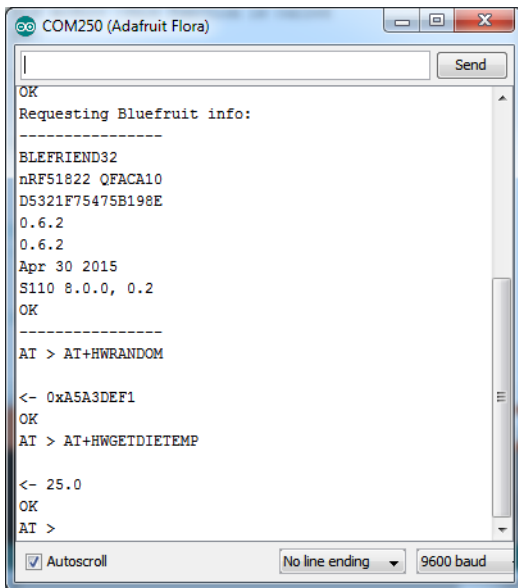 COM250 (Adafruit Flora)
Send
OK
Requesting Bluefruit info:
----------------
BLEFRIEND32
nRF51822 QFACA10
D5321F75475B198E
0.6.2
0.6.2
Apr 30 2015
S110 8.0.0, 0.2
OK
----------------
AT > AT+HWRANDOM
<- 0xA5A3DEF1
OK
AT > AT+HWGETDIETEMP
<- 25.0
OK
AT >
Autoscroll
No line ending
9600 baud